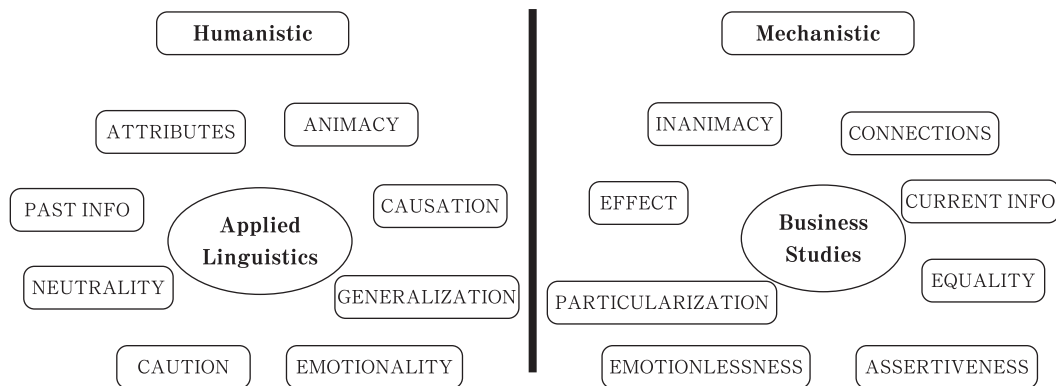 Humanistic
ATTRIBUTES
ANIMACY
PAST INFO
CAUSATION
Applied
Linguistics
NEUTRALITY
GENERALIZATION
CAUTION
EMOTIONALITY
Mechanistic
INANIMACY
CONNECTIONS
EFFECT
CURRENT INFO
Business
Studies
EQUALITY
PARTICULARIZATION
EMOTIONLESSNESS
ASSERTIVENESS